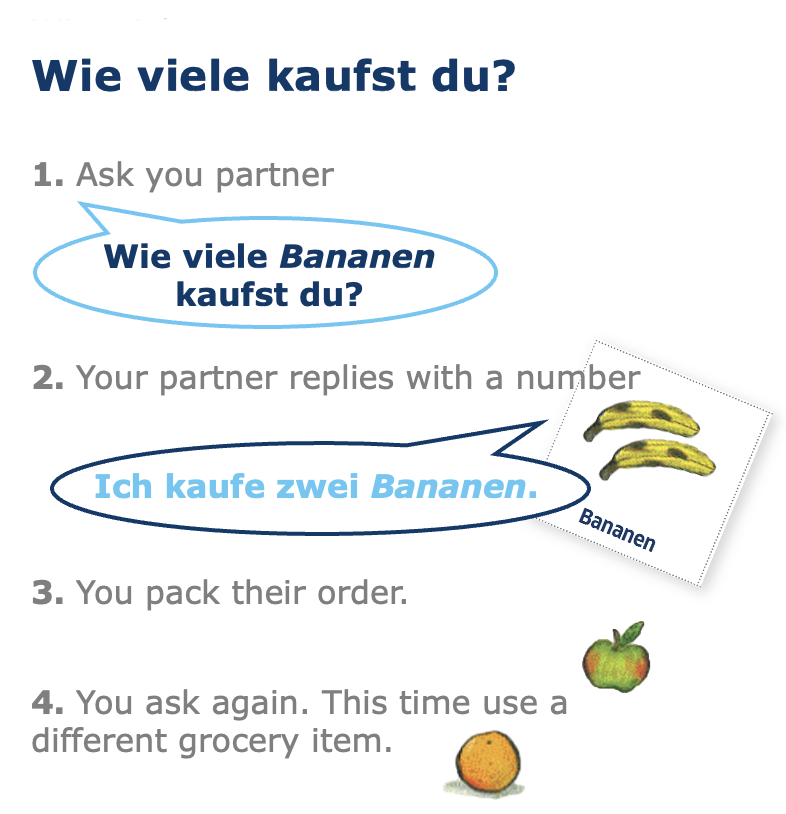 Wie viele kaufst du?
1. Ask you partner
Wie viele Bananen
kaufst du?
2. Your partner replies with a number
Ich kaufe zwei Bananen.
Bananen
3. You pack their order.
4. You ask again. This time use a
different grocery item.